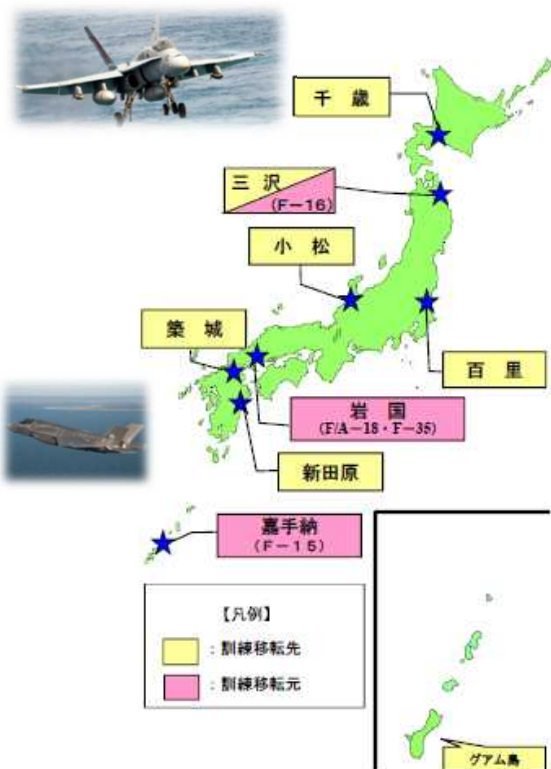 千 歳
三 沢
(F-16)
小 松
築 城
百 里
岩 国
(F/A-18・F-35)
新田原
嘉手納
(F-15)
【凡例】
：訓練移転先
：訓練移転元
グアム島